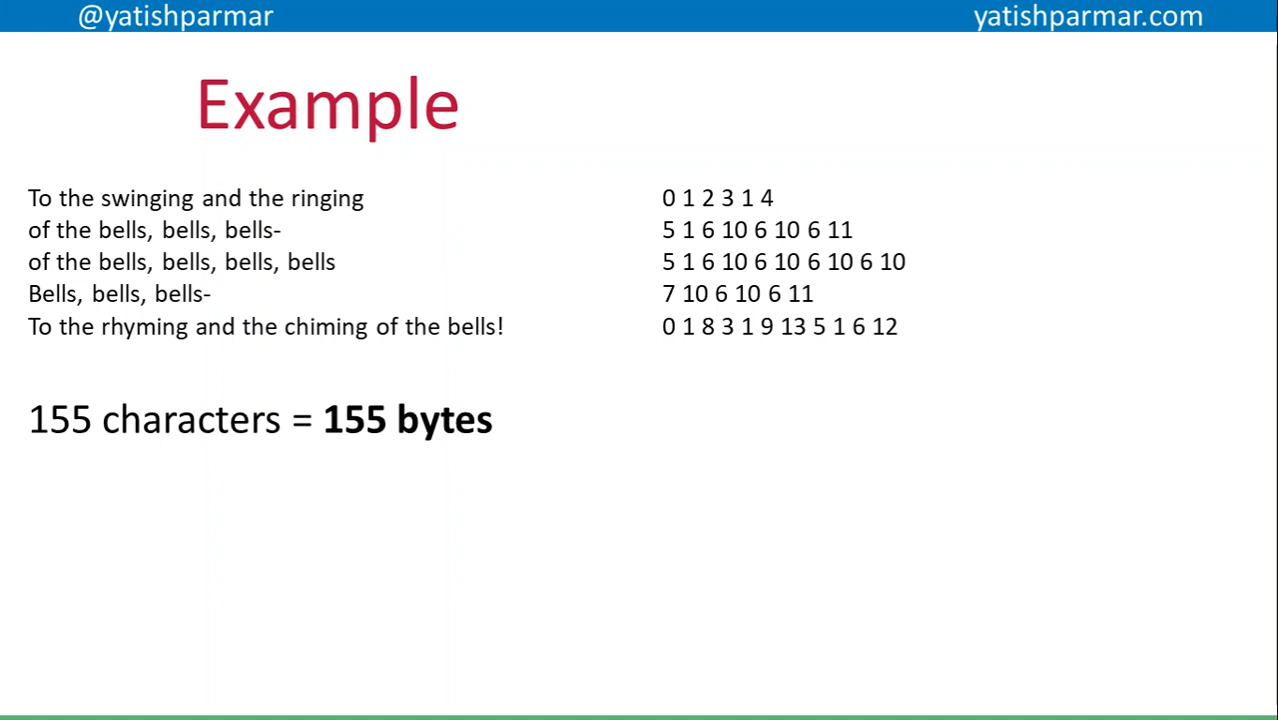 @yatishparmar
yatishparmar.com
Example
To the swinging and the ringing
of the bells, bells, bells-
of the bells, bells, bells, bells
Bells, bells, bells-
To the rhyming and the chiming of the bells!
0 1 2 3 1 4
5 1 6 10 6 10 6 11
5 1 6 10 6 10 6 10 6 10
7 10 6 10 6 11
0 1 8 3 1 9 13 5 1 6 12
155 characters = 155 bytes